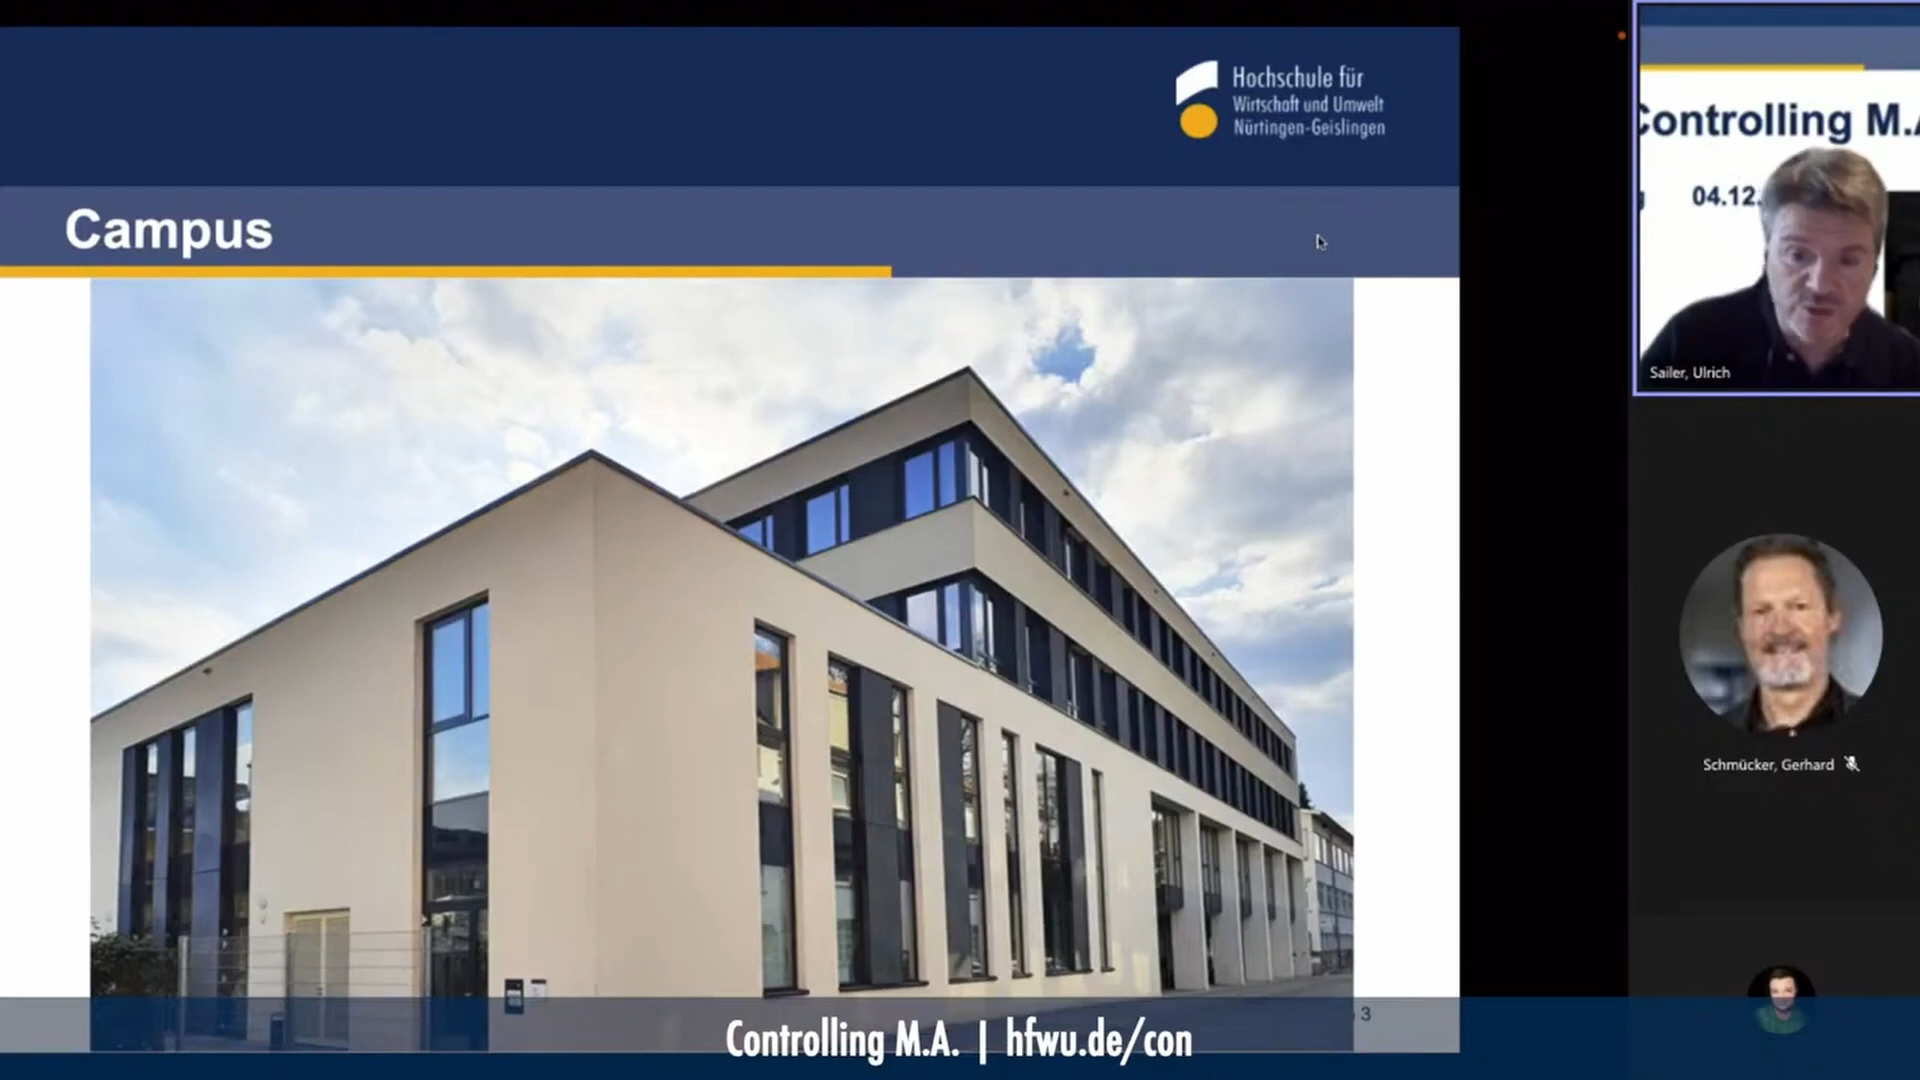 Hochschule für
Wirtschaft und Umwelt
Nürtingen-Geislingen
Campus
3
Controlling M.A. | hfwu.de/con
Controlling M.A
04.12.
Sailer, Ulrich
Schmücker, Gerhard